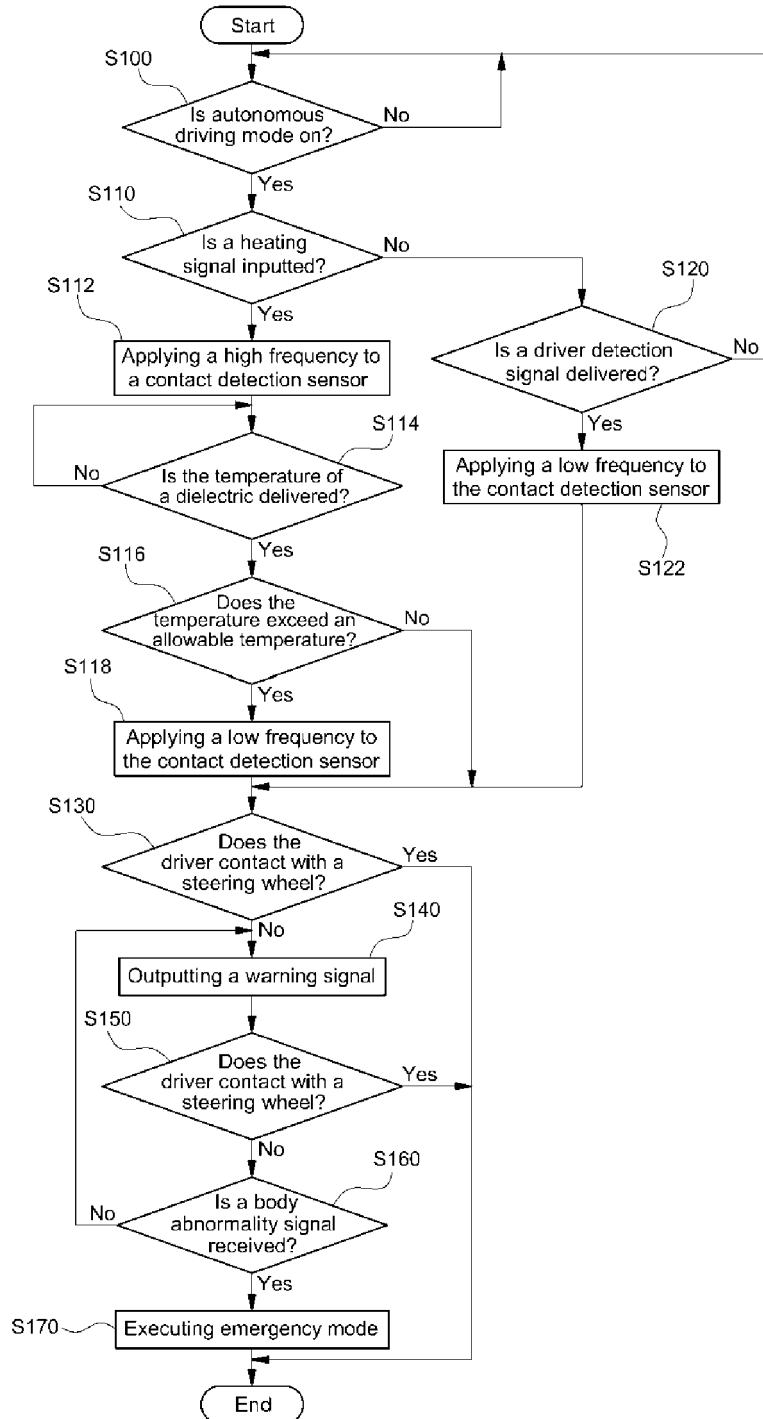 Start
S100
Is autonomous
driving mode on?
No
Yes
S110
Is a heating
signal inputted?
No
Yes
S120
Is a driver detection
signal delivered?
No
Yes
S112
Applying a high frequency to
a contact detection sensor
S114
Is the temperature of
a dielectric delivered?
No
Yes
Applying a low frequency to
the contact detection sensor
S122
S116
Does the
temperature exceed an
allowable temperature?
No
Yes
S118
Applying a low frequency to
the contact detection sensor
S130
Does the
driver contact with a
steering wheel?
Yes
No
S140
Outputting a warning signal
S150
Does the
driver contact with a
steering wheel?
Yes
No
S160
Is a body
abnormality signal
received?
No
Yes
S170
Executing emergency mode
End